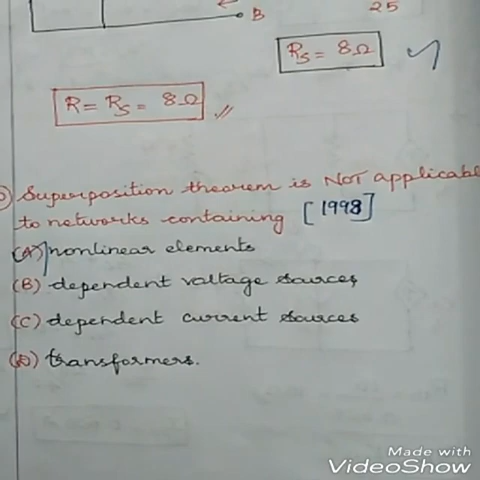 B
25
Rs = 8Ω
R = Rs = 8Ω
Superposition theorem is NOT applicable
to networks containing [1998]
(A) nonlinear elements
(B) dependent voltage sources
(C) dependent current sources
(D) transformers.
Made with
VideoShow